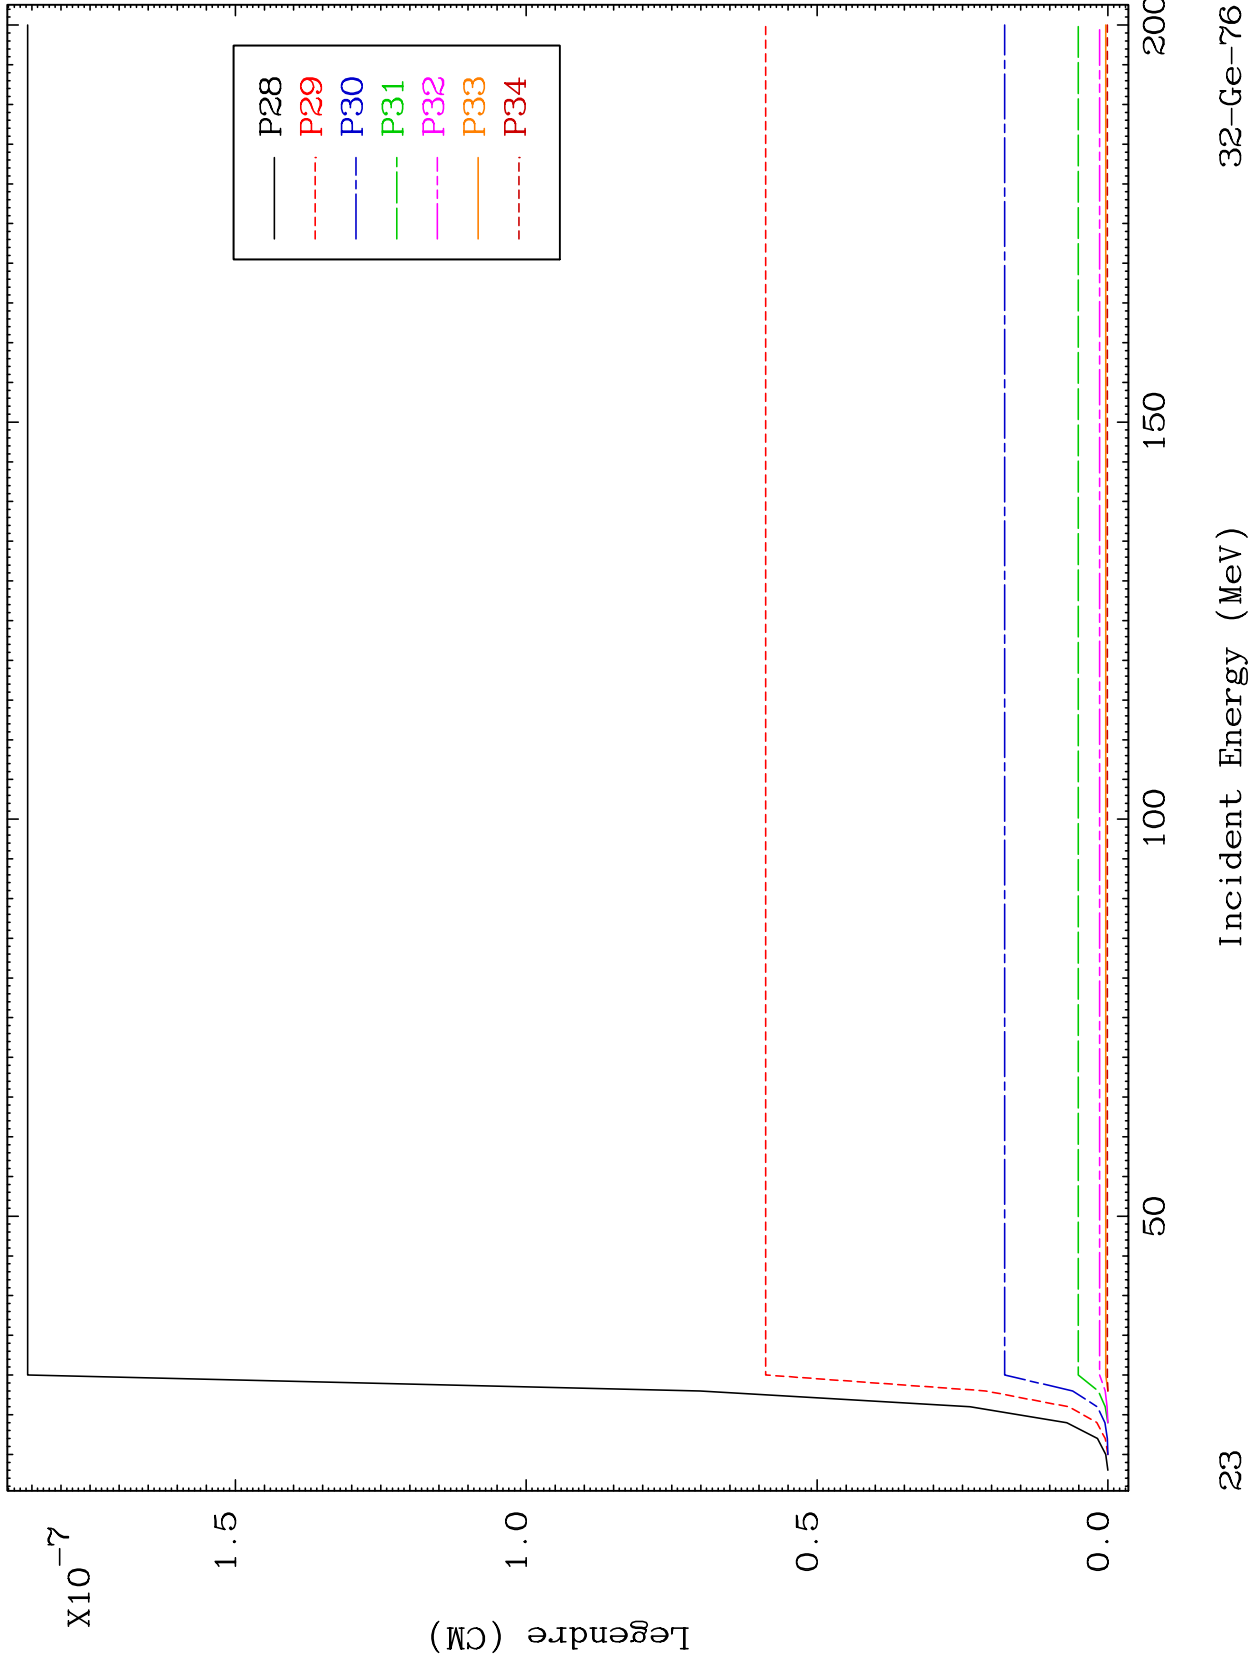 X10-7
1.5
1.0
0.5
0.0
Legendre (CM)
P28
P29
P30
P31
P32
P33
P34
50
100
150
200
Incident Energy (MeV)
23
32-Ge-76